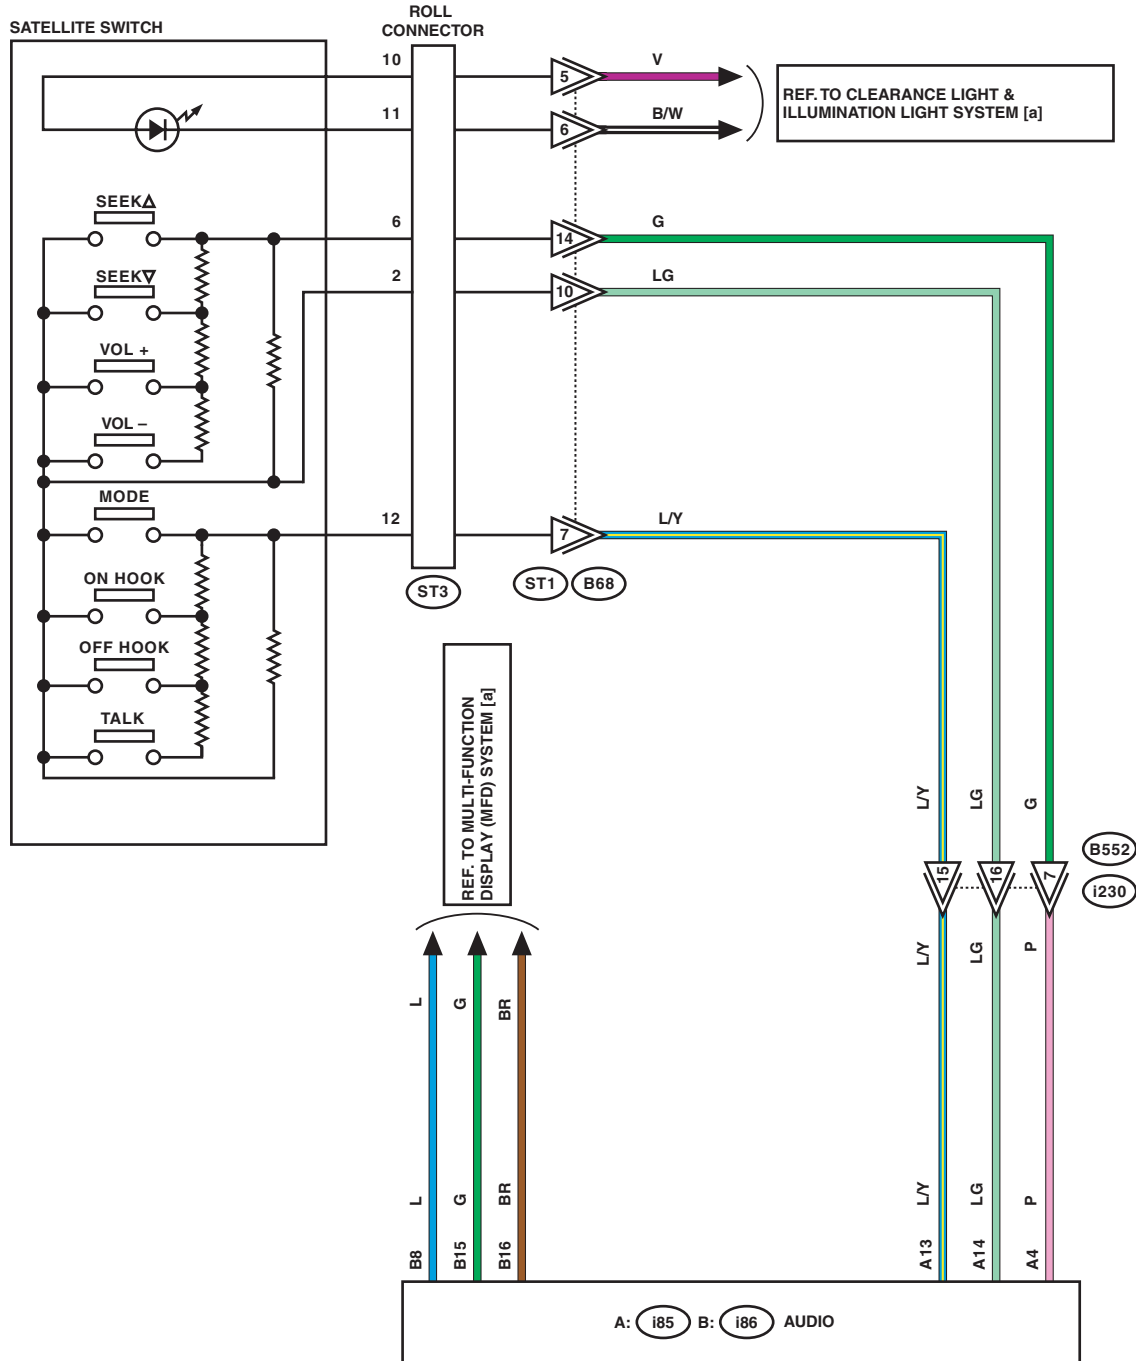 SATELLITE SWITCH
ROLL
CONNECTOR
10
5
V
REF. TO CLEARANCE LIGHT &
ILLUMINATION LIGHT SYSTEM [a]
11
6
B/W
SEEK△
6
14
G
SEEK▽
2
10
LG
VOL +
VOL –
MODE
12
7
L/Y
ON HOOK
ST3
ST1
B68
OFF HOOK
TALK
REF. TO MULTI-FUNCTION
DISPLAY (MFD) SYSTEM [a]
L/Y
LG
G
B552
15
16
7
i230
L/Y
LG
P
L
G
BR
L
G
BR
L/Y
LG
P
B8
B15
B16
A13
A14
A4
A: i85 B: i86 AUDIO